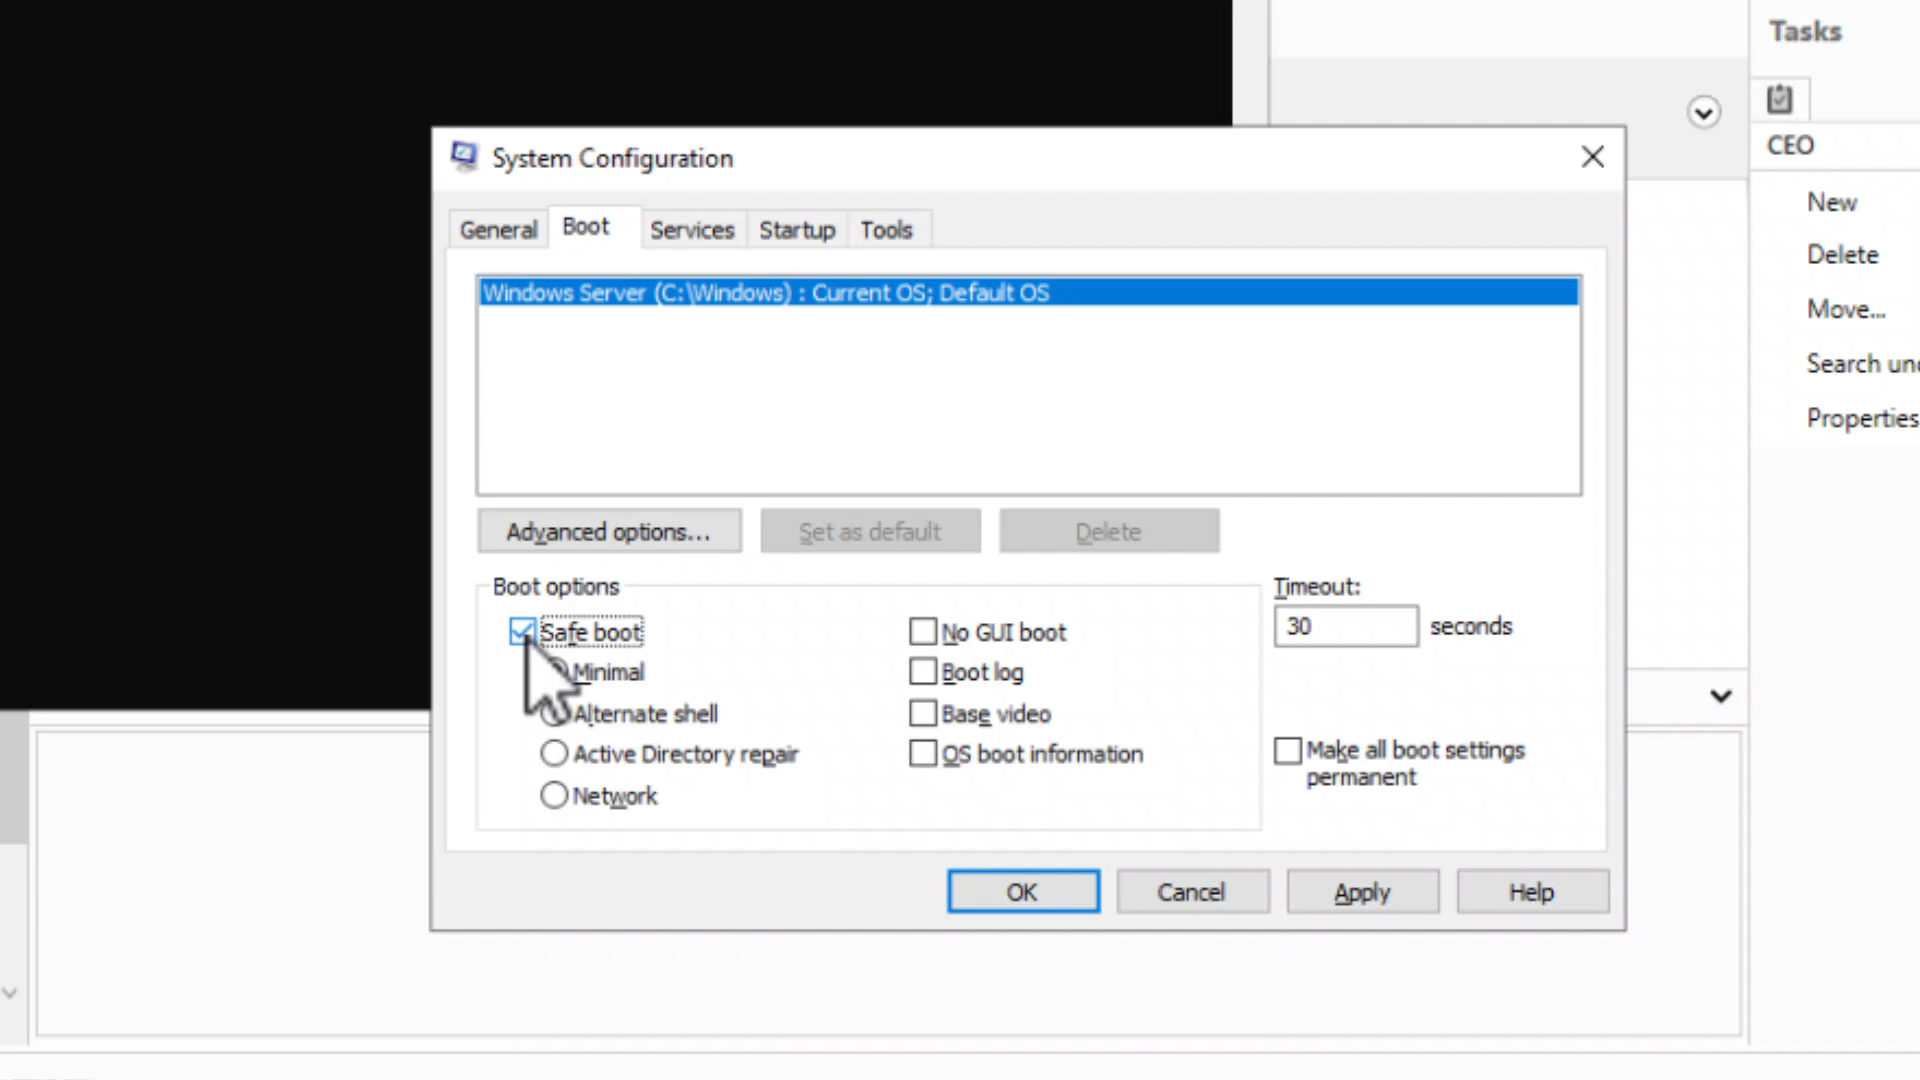 Tasks
CEO
New
Delete
Move...
Search
Properties
System Configuration
General Boot Services Startup Tools
Windows Server (C:\Windows) : Current OS; Default OS
Advanced options... Set as default Delete
Boot options
Safe boot
Minimal
Alternate shell
Active Directory repair
Network
No GUI boot
Boot log
Base video
OS boot information
Timeout:
30 seconds
Make all boot settings
permanent
OK Cancel Apply Help